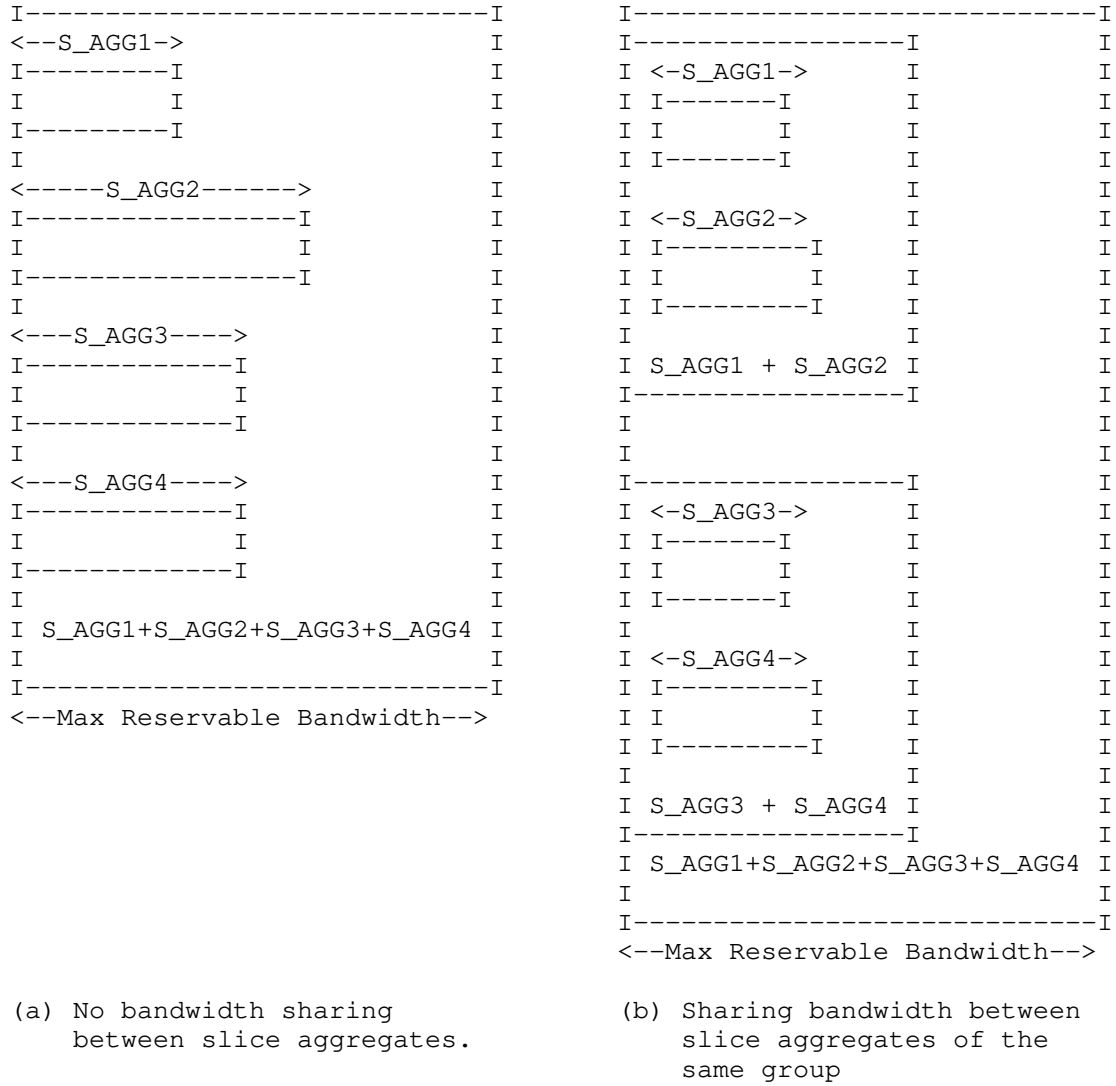 I-----------------------------I
<--S_AGG1->                   I
I---------I                   I
I         I                   I
I---------I                   I
I                             I
<-----S_AGG2------>           I
I-----------------I           I
I                 I           I
I-----------------I           I
I                             I
<---S_AGG3---->               I
I-------------I               I
I             I               I
I-------------I               I
I                             I
<---S_AGG4---->               I
I-------------I               I
I             I               I
I-------------I               I
I                             I
I S_AGG1+S_AGG2+S_AGG3+S_AGG4 I
I                             I
I-----------------------------I
<--Max Reservable Bandwidth-->
(a) No bandwidth sharing
between slice aggregates.
I-----------------------------I
I-----------------I           I
I <-S_AGG1->      I           I
I I-------I       I           I
I I       I       I           I
I I-------I       I           I
I                 I           I
I <-S_AGG2->      I           I
I I---------I     I           I
I I         I     I           I
I I---------I     I           I
I                 I           I
I S_AGG1 + S_AGG2 I           I
I-----------------I           I
I                             I
I                             I
I-----------------I           I
I <-S_AGG3->      I           I
I I-------I       I           I
I I       I       I           I
I I-------I       I           I
I                 I           I
I <-S_AGG4->      I           I
I I---------I     I           I
I I         I     I           I
I I---------I     I           I
I                 I           I
I S_AGG3 + S_AGG4 I           I
I-----------------I           I
I S_AGG1+S_AGG2+S_AGG3+S_AGG4 I
I                             I
I-----------------------------I
<--Max Reservable Bandwidth-->
(b) Sharing bandwidth between
slice aggregates of the
same group